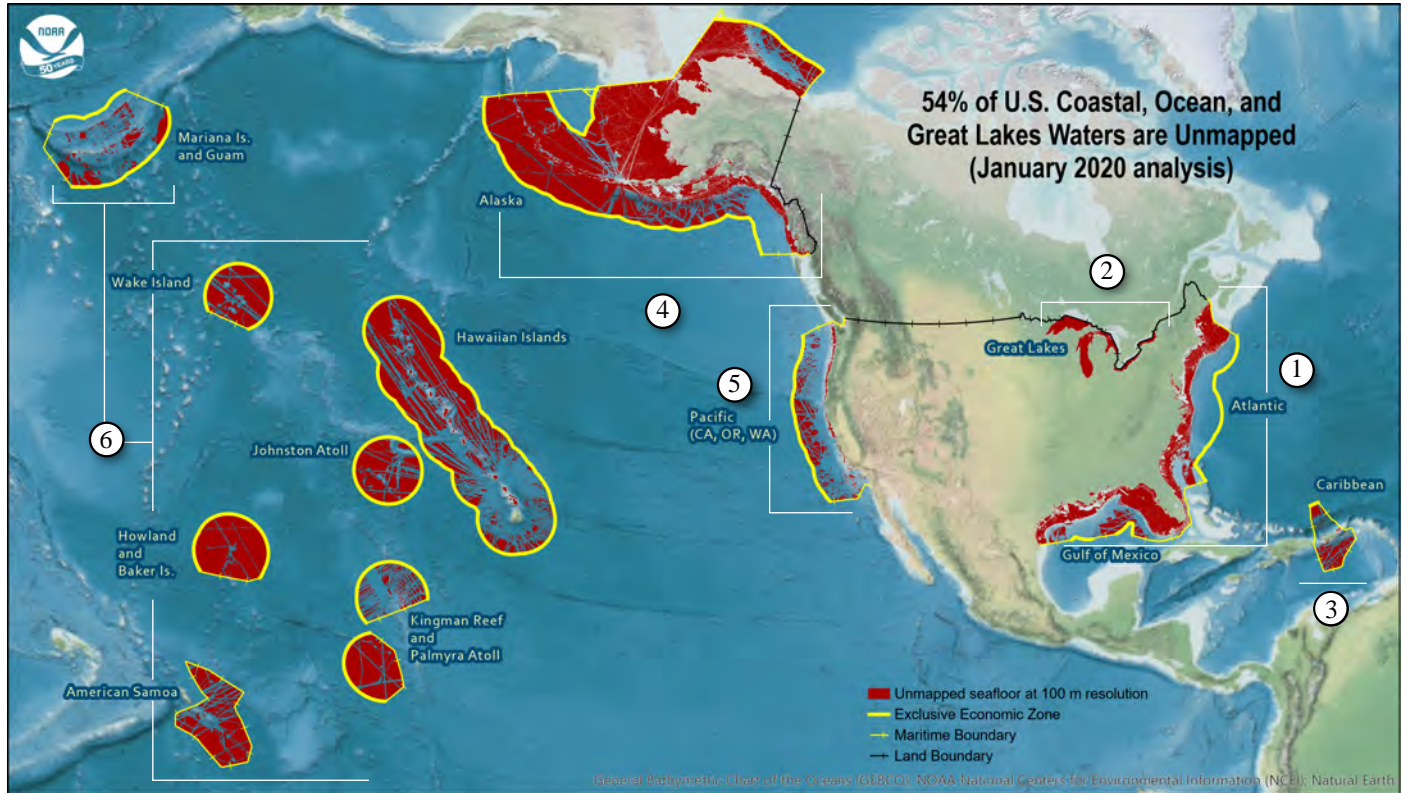 NOAA
50 YEARS
54% of U.S. Coastal, Ocean, and
Great Lakes Waters are Unmapped
(January 2020 analysis)
Mariana Is.
and Guam
Alaska
Wake Island
Hawaiian Islands
4
2
Great Lakes
1
Atlantic
5
Pacific
(CA, OR, WA)
6
Johnston Atoll
Caribbean
Howland
and
Baker Is.
Gulf of Mexico
3
Kingman Reef
and
Palmyra Atoll
American Samoa
Unmapped seafloor at 100 m resolution
Exclusive Economic Zone
Maritime Boundary
Land Boundary
General Bathymetric Chart of the Oceans (GEBCO); NOAA National Centers for Environmental Information (NCEI); Natural Earth